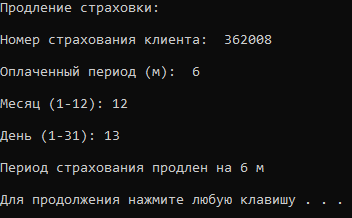 Продление страховки:
Номер страхования клиента:  362008
Оплаченный период (м):  6
Месяц (1-12): 12
День (1-31): 13
Период страхования продлен на 6 м
Для продолжения нажмите любую клавишу . . .